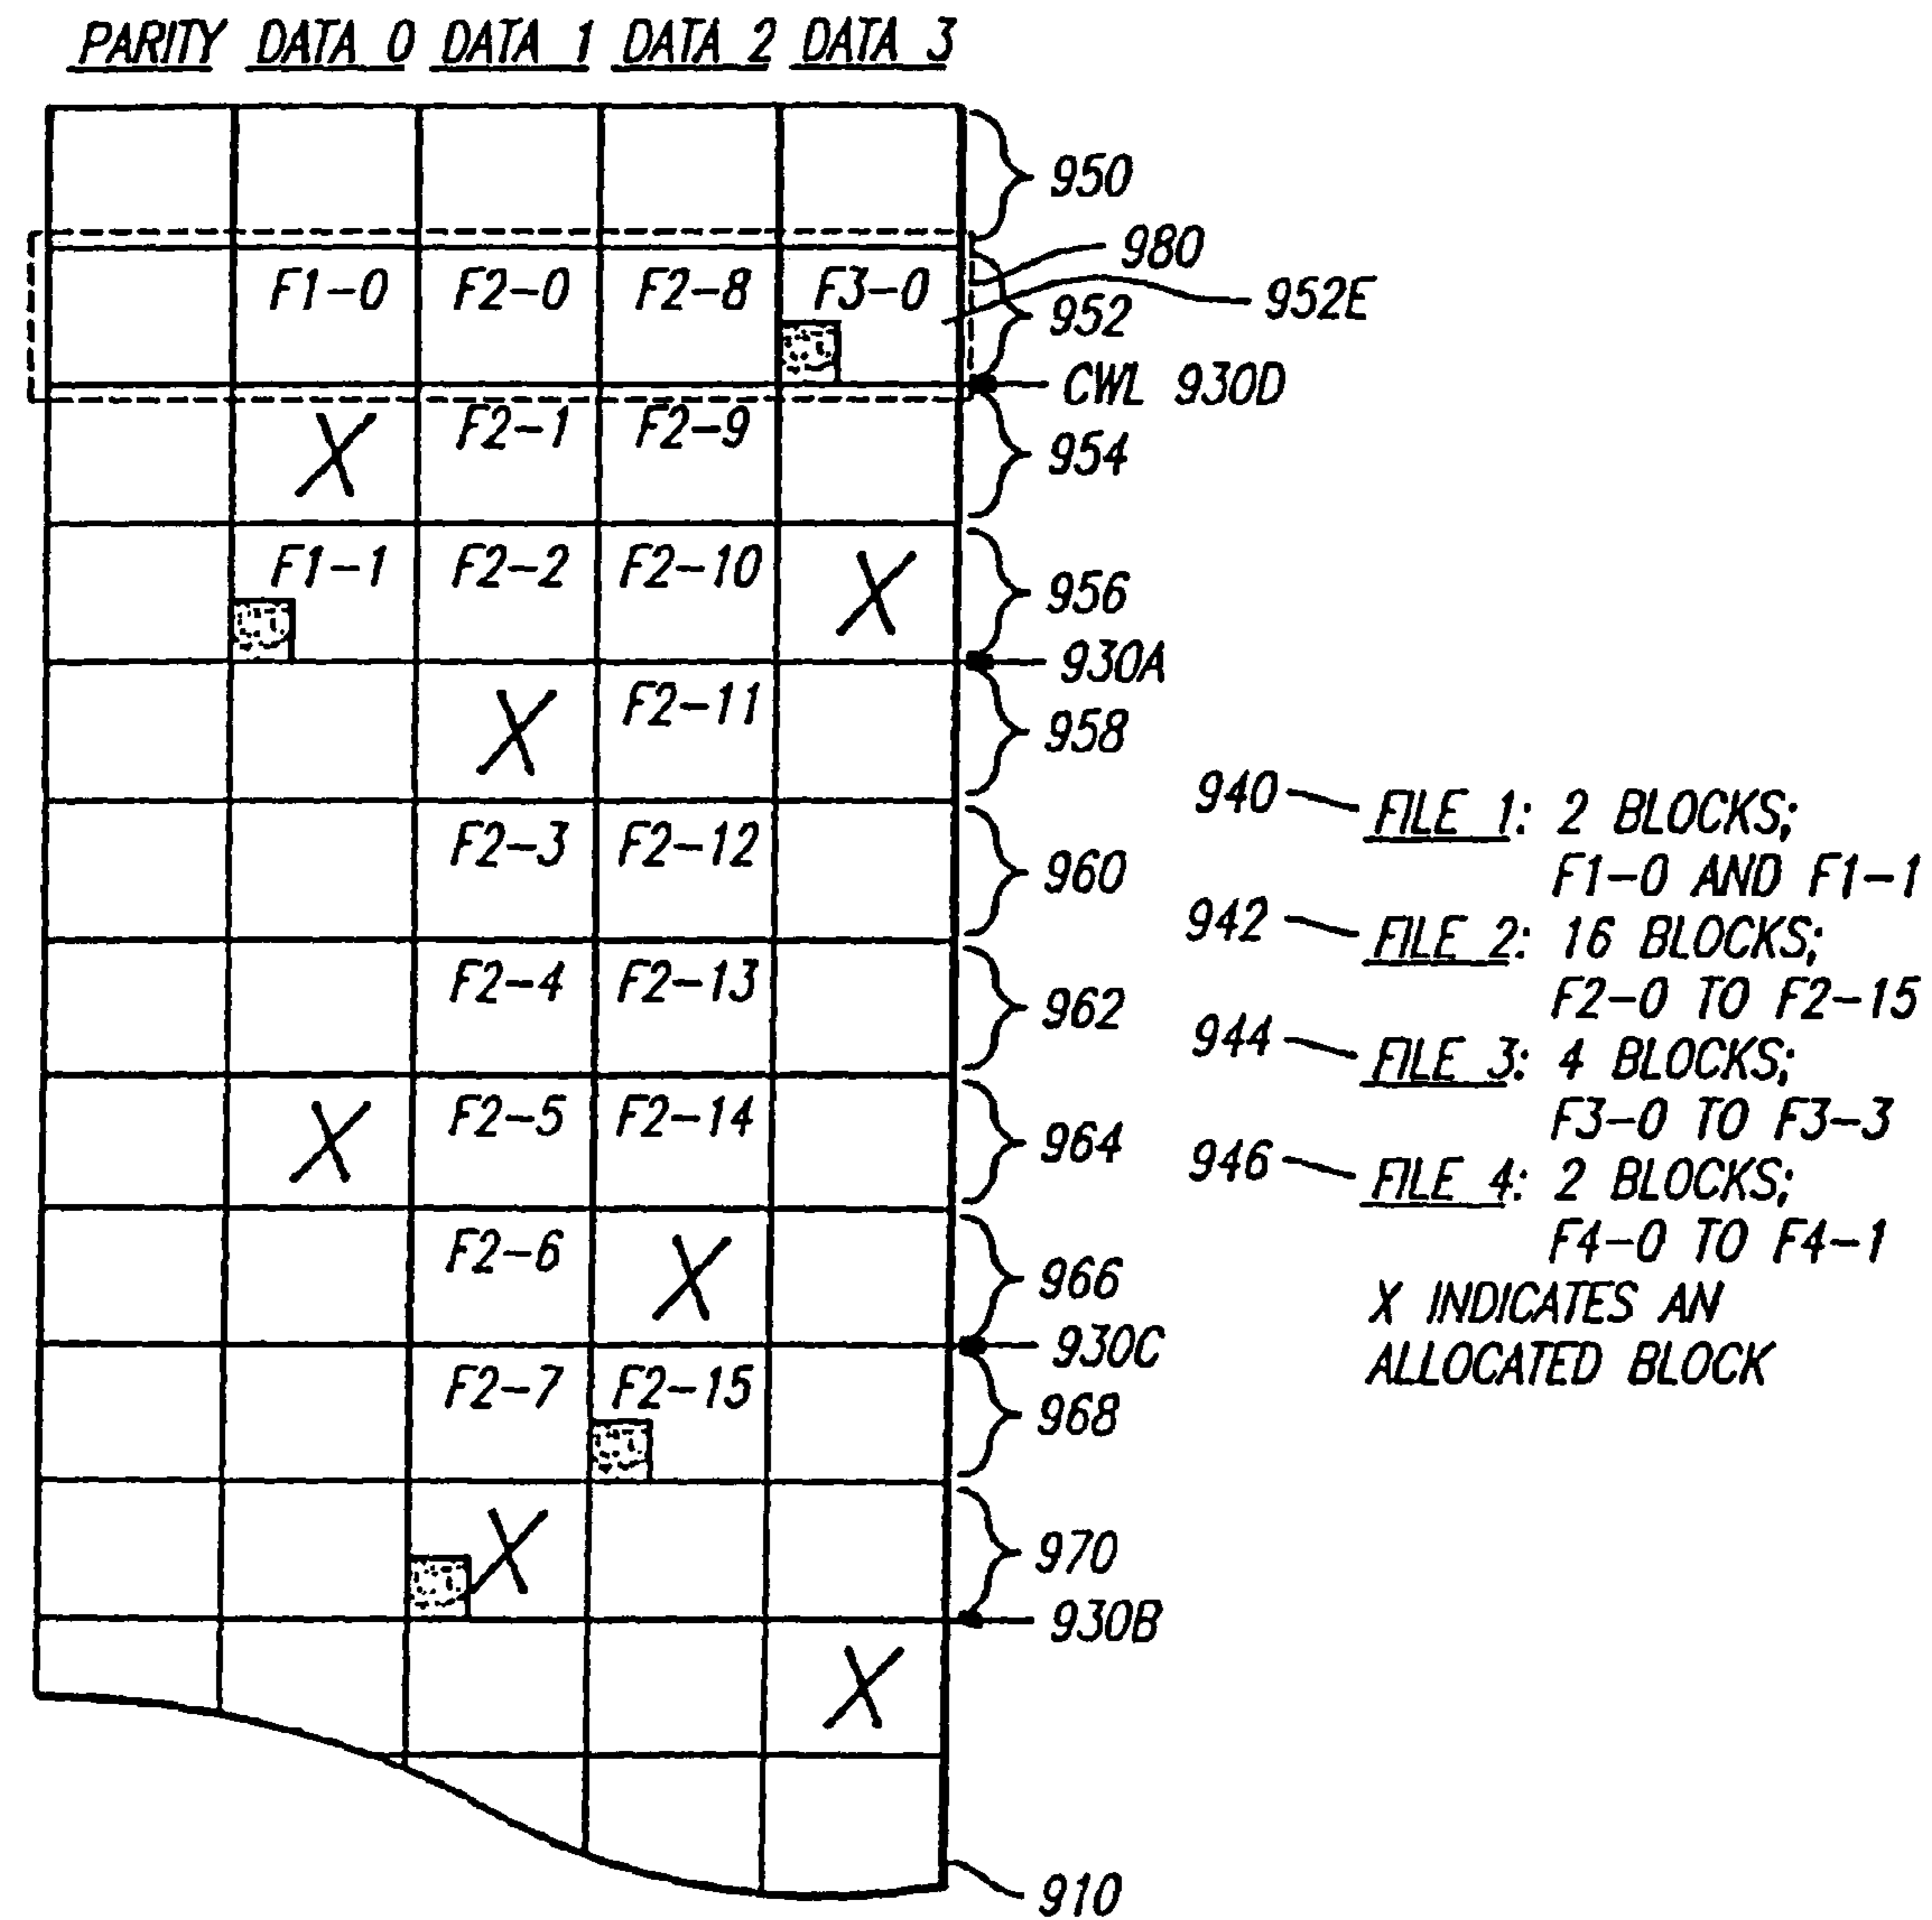 PARITY DATA 0 DATA 1 DATA 2 DATA 3
950
980
F1-0 F2-0 F2-8 F3-0
952E
952
CWL 930D
X F2-1 F2-9
954
F1-1 F2-2 F2-10 X
956
930A
X F2-11
958
940 FILE 1: 2 BLOCKS;
F2-3 F2-12
960
F1-0 AND F1-1
942 FILE 2: 16 BLOCKS;
F2-4 F2-13
962
F2-0 TO F2-15
944 FILE 3: 4 BLOCKS;
X F2-5 F2-14
964
F3-0 TO F3-3
946 FILE 4: 2 BLOCKS;
F2-6 X
966
F4-0 TO F4-1
X INDICATES AN
930C
ALLOCATED BLOCK
F2-7 F2-15
968
X
970
930B
X
910